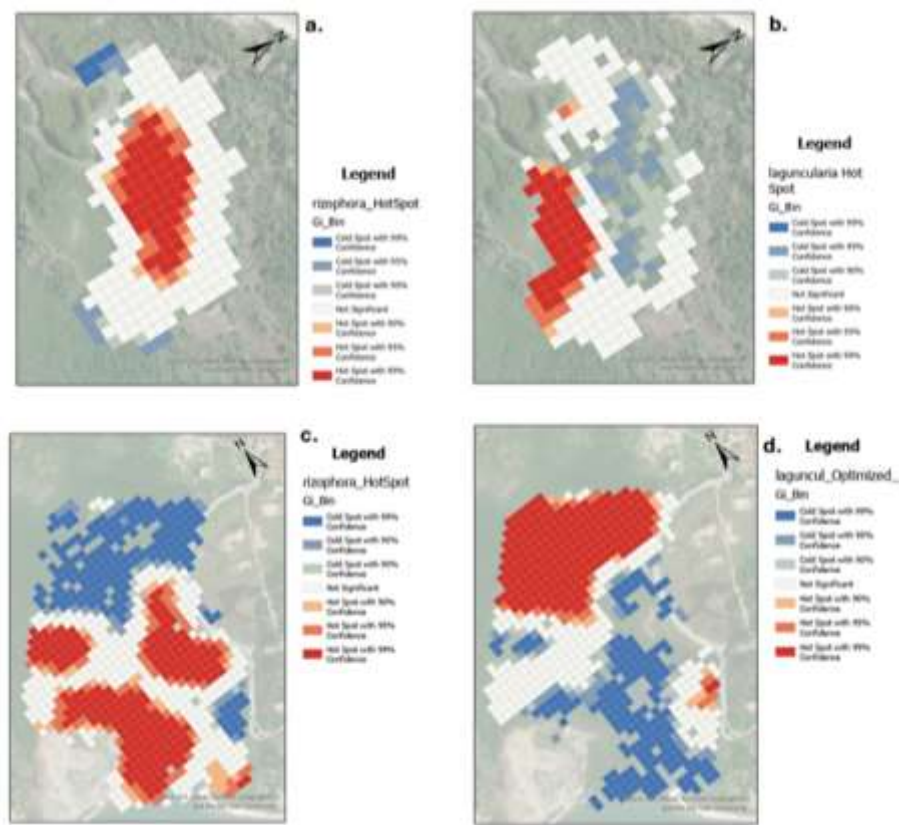 a.
N
Legend
rizophora_HotSpot
Gi_Bin
Cold Spot with 99%
Confidence
Cold Spot with 95%
Confidence
Cold Spot with 90%
Confidence
Not Significant
Hot Spot with 90%
Confidence
Hot Spot with 95%
Confidence
Hot Spot with 99%
Confidence
b.
N
Legend
laguncularia Hot
Spot
Gi_Bin
Cold Spot with 99%
Confidence
Cold Spot with 95%
Confidence
Cold Spot with 90%
Confidence
Not Significant
Hot Spot with 90%
Confidence
Hot Spot with 95%
Confidence
Hot Spot with 99%
Confidence
c.
N
Legend
rizophora_HotSpot
Gi_Bin
Cold Spot with 99%
Confidence
Cold Spot with 90%
Confidence
Cold Spot with 90%
Confidence
Not Significant
Hot Spot with 90%
Confidence
Hot Spot with 95%
Confidence
Hot Spot with 99%
Confidence
d.
N
Legend
laguncul_Optimized_
Gi_Bin
Cold Spot with 99%
Confidence
Cold Spot with 90%
Confidence
Cold Spot with 90%
Confidence
Not Significant
Hot Spot with 90%
Confidence
Hot Spot with 95%
Confidence
Hot Spot with 99%
Confidence